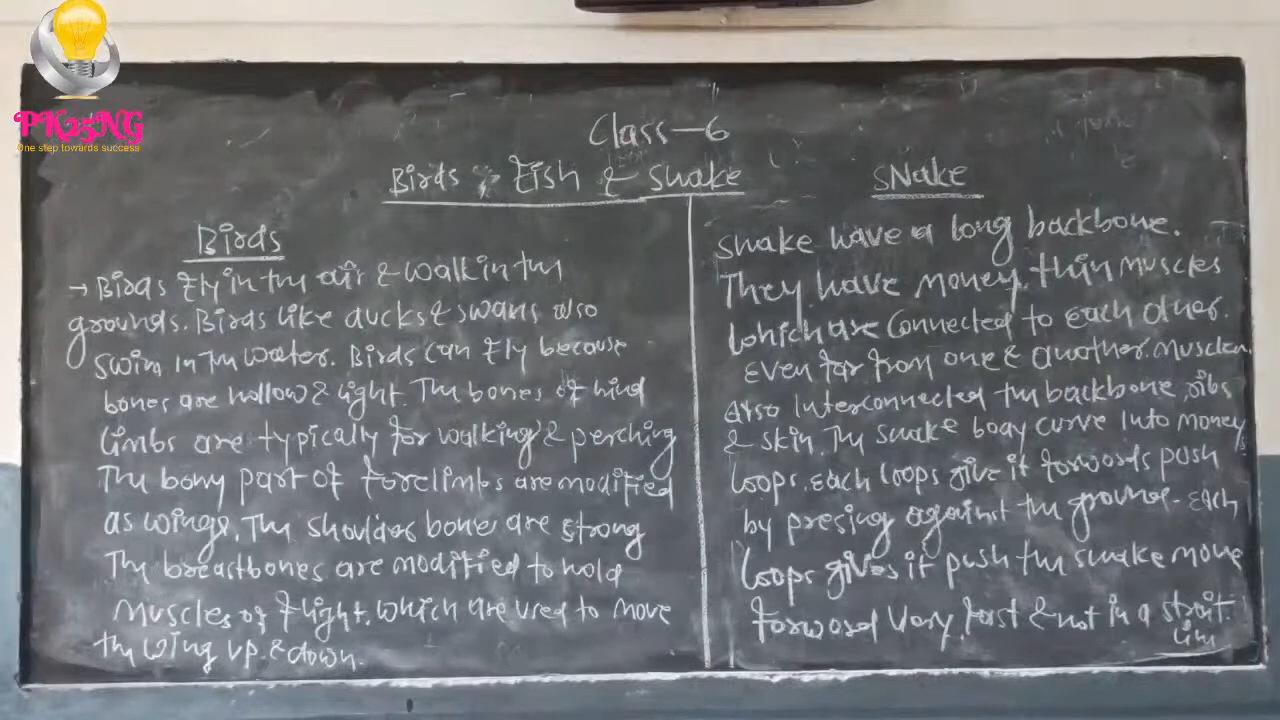 PK25NG
One step towards success
Class-6
Birds, Fish & Snake
Birds
→ Birds fly in the air & walk in the
grounds. Birds like ducks & swans also
swim in the water. Birds can fly because
bones are hollow & light. The bones of hind
limbs are typically for walking & perching
The bony part of forelimbs are modified
as wings. The shoulder bones are strong
The breastbones are modified to hold
muscles of flight. which are used to move
the wing up & down.
SNake
snake have a long backbone.
They have money thin muscles
which are connected to each other.
Even far from one & another. muscles
also Interconnected the backbone, ribs
& skin. The snake body curve into money
loops. each loops give it forwards push
by presing against the ground. each
loops gives it push the snake move
forword very fast & not in a strait
line